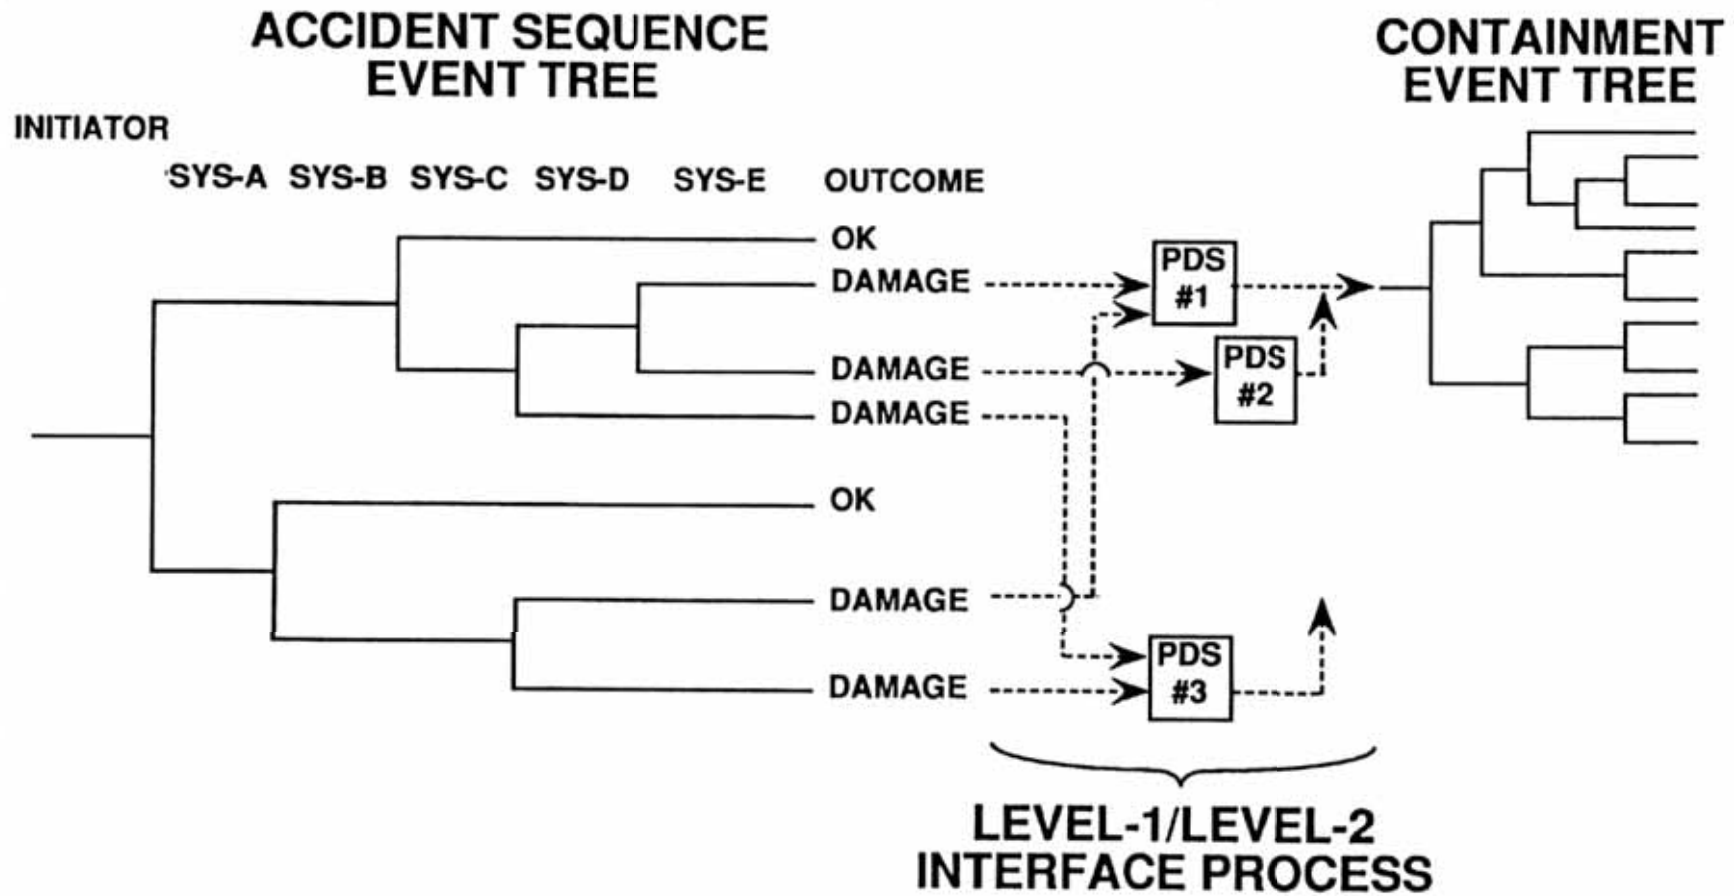 ACCIDENT SEQUENCE
EVENT TREE
CONTAINMENT
EVENT TREE
INITIATOR
SYS-A SYS-B SYS-C SYS-D SYS-E OUTCOME
OK
DAMAGE
PDS
#1
DAMAGE
PDS
#2
DAMAGE
OK
DAMAGE
PDS
#3
DAMAGE
LEVEL-1/LEVEL-2
INTERFACE PROCESS